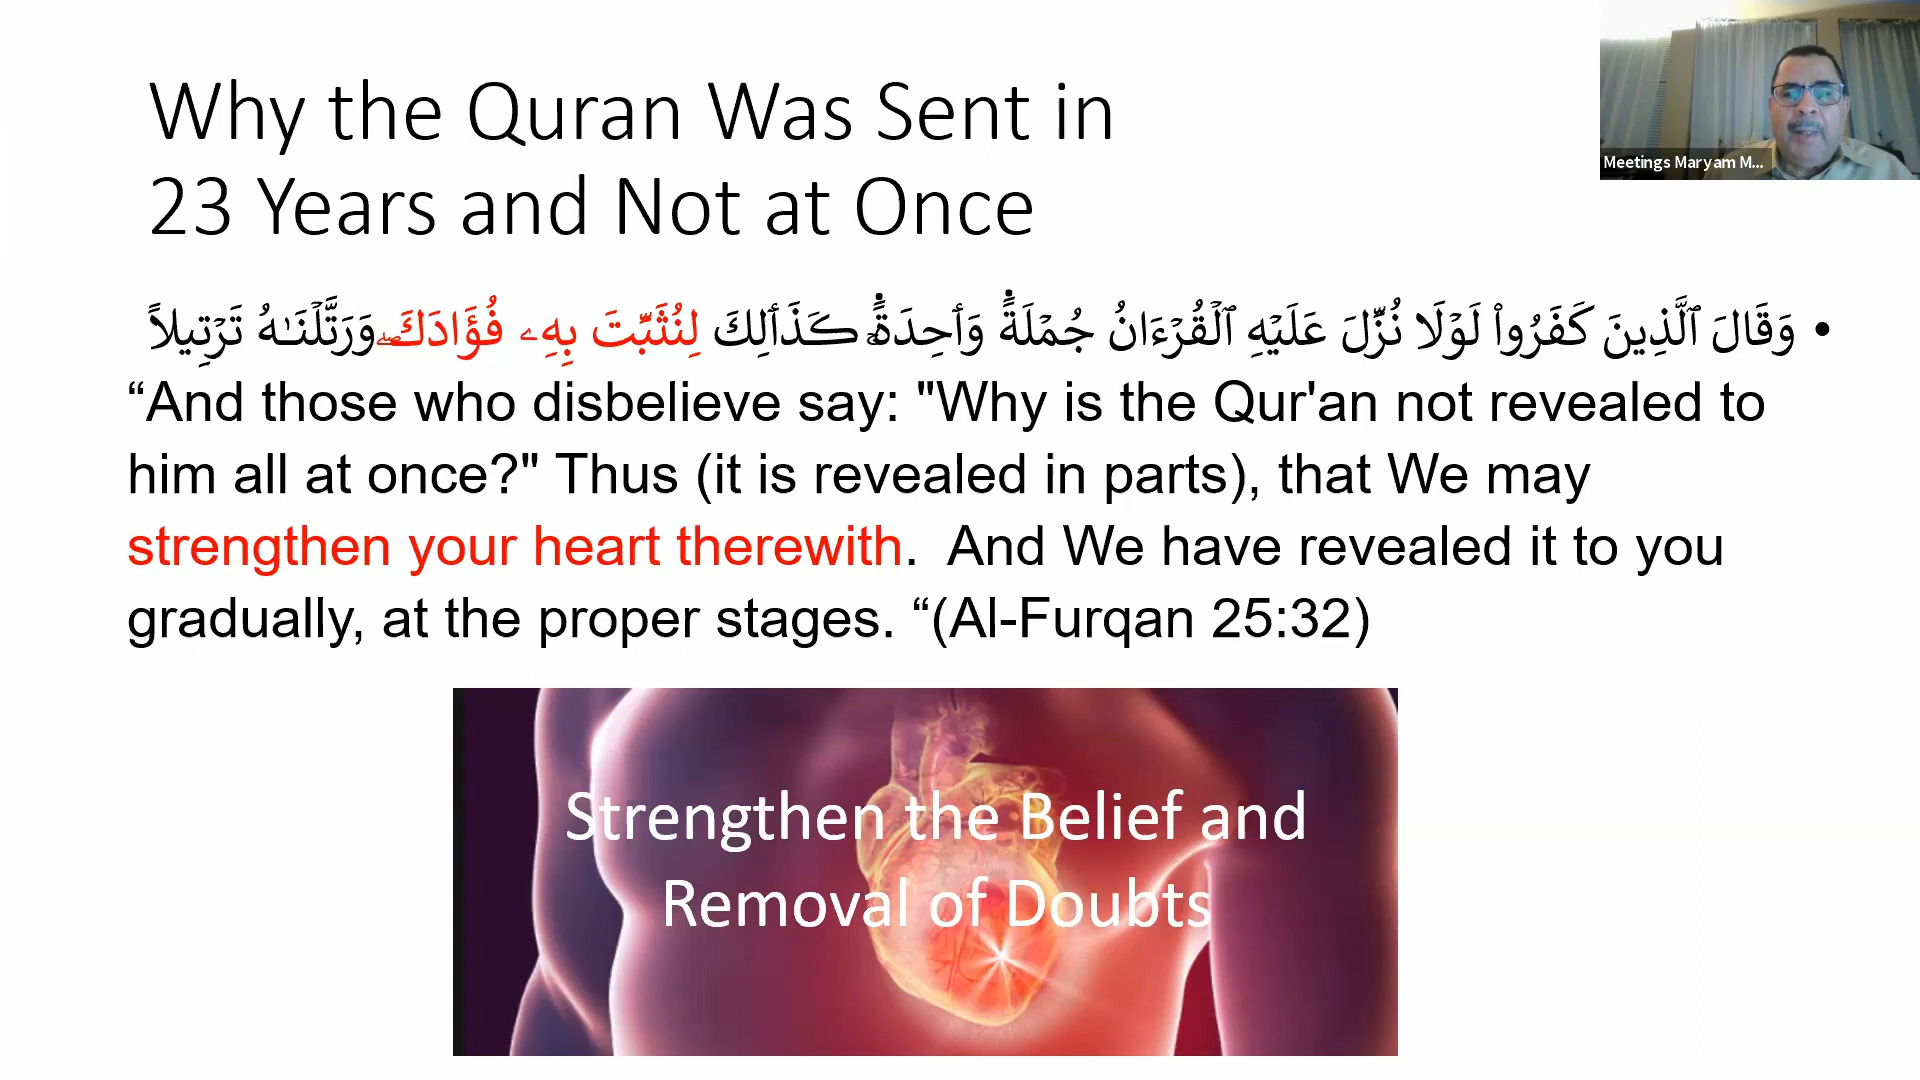 Why the Quran Was Sent in
23 Years and Not at Once
Meetings Maryam M...
• وَقَالَ ٱلَّذِينَ كَفَرُوا۟ لَوْلَا نُزِّلَ عَلَيْهِ ٱلْقُرْءَانُ جُمْلَةً وَٰحِدَةً ۚ كَذَٰلِكَ لِنُثَبِّتَ بِهِۦ فُؤَادَكَ ۖ وَرَتَّلْنَـٰهُ تَرْتِيلاً
“And those who disbelieve say: "Why is the Qur'an not revealed to
him all at once?" Thus (it is revealed in parts), that We may
strengthen your heart therewith.  And We have revealed it to you
gradually, at the proper stages. “(Al-Furqan 25:32)
Strengthen the Belief and
Removal of Doubts